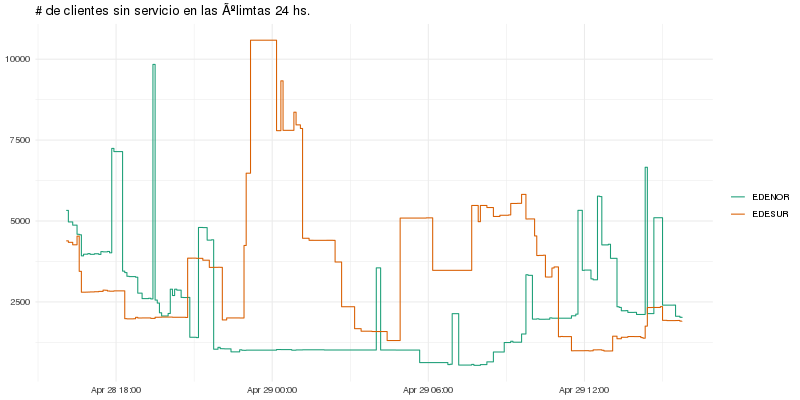 # de clientes sin servicio en las Ãºlimtas 24 hs.
10000
7500
5000
2500
EDENOR
EDESUR
Apr 28 18:00
Apr 29 00:00
Apr 29 06:00
Apr 29 12:00